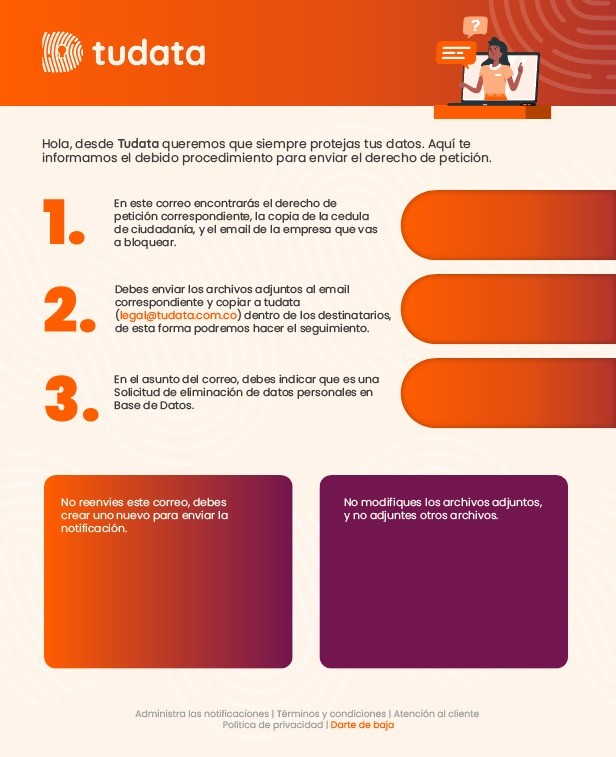 tudata
?
Hola, desde Tudata queremos que siempre protejas tus datos. Aquí te
informamos el debido procedimiento para enviar el derecho de petición.
1.
En este correo encontrarás el derecho de
petición correspondiente, la copia de la cedula
de ciudadanía, y el email de la empresa que vas
a bloquear.
2.
Debes enviar los archivos adjuntos al email
correspondiente y copiar a tudata
(legal@tudata.com.co) dentro de los destinatarios,
de esta forma podremos hacer el seguimiento.
3.
En el asunto del correo, debes indicar que es una
Solicitud de eliminación de datos personales en
Base de Datos.
No reenvies este correo, debes
crear uno nuevo para enviar la
notificación.
No modifiques los archivos adjuntos,
y no adjuntes otros archivos.
Administra las notificaciones | Términos y condiciones | Atención al cliente
Política de privacidad | Darte de baja